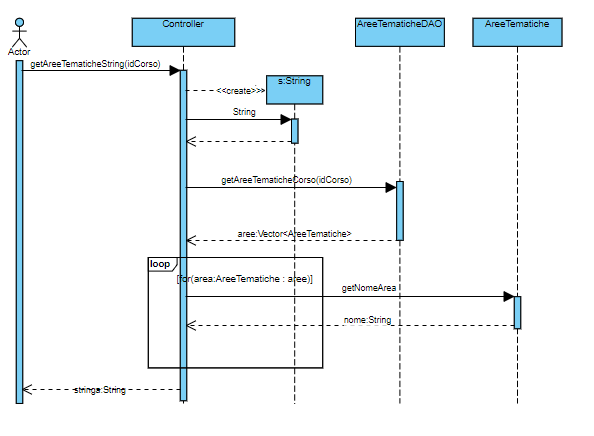 Controller
AreeTematicheDAO
AreeTematiche
Actor
getAreeTematicheString(idCorso)
<<create>>
s:String
String
getAreeTematicheCorso(idCorso)
aree:Vector<AreeTematiche>
loop
[for(area:AreeTematiche : aree)]
getNomeArea
nome:String
stringa:String